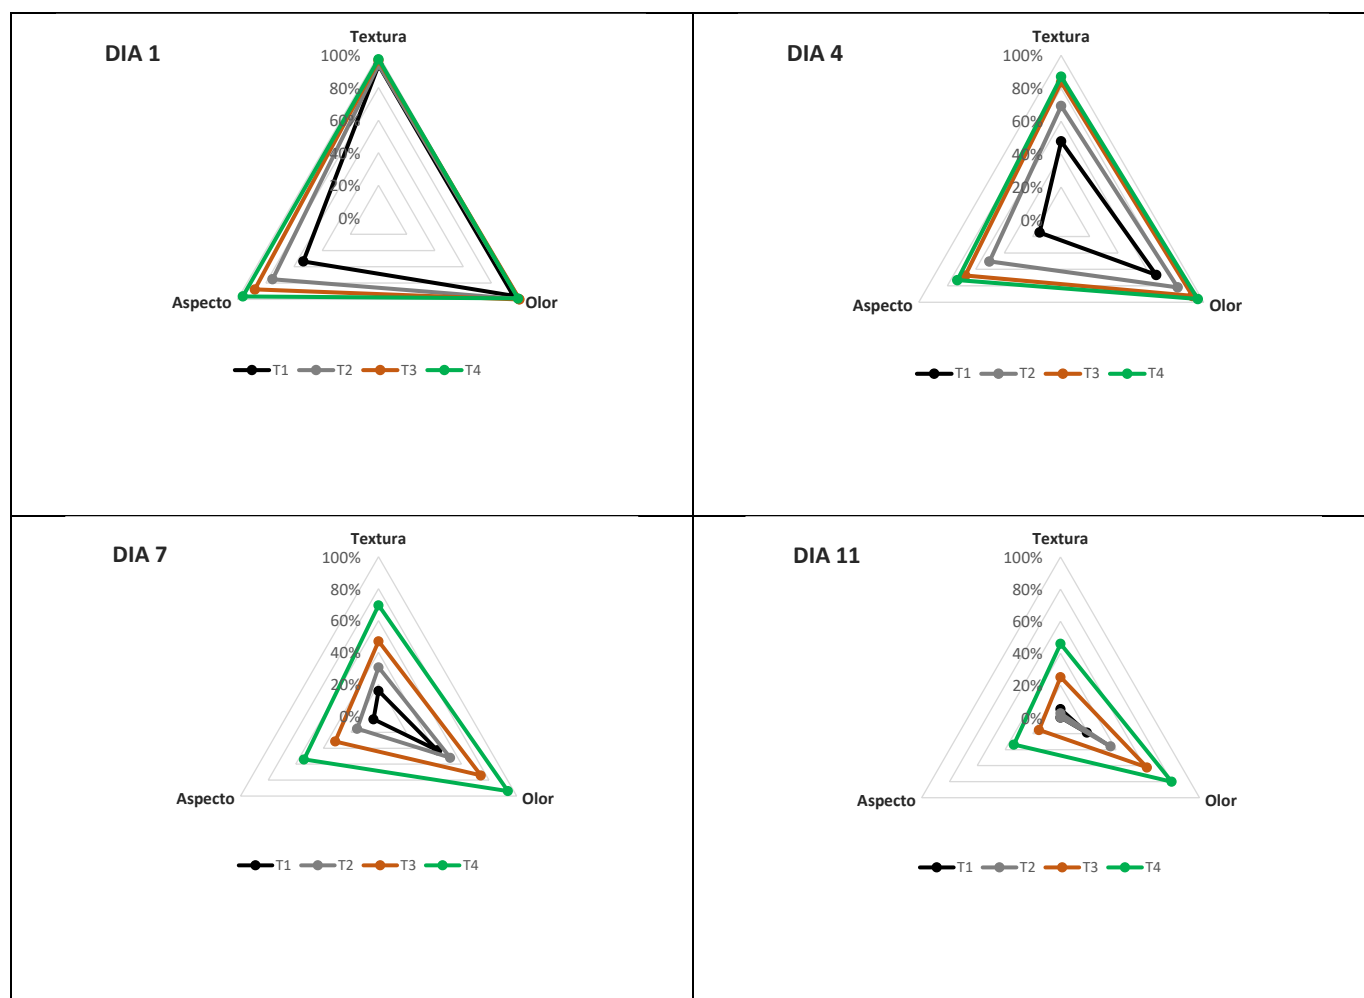 DIA 1
Textura
100%
80%
60%
40%
20%
0%
Aspecto
Olor
T1 T2 T3 T4
DIA 4
Textura
100%
80%
60%
40%
20%
0%
Aspecto
Olor
T1 T2 T3 T4
DIA 7
Textura
100%
80%
60%
40%
20%
0%
Aspecto
Olor
T1 T2 T3 T4
DIA 11
Textura
100%
80%
60%
40%
20%
0%
Aspecto
Olor
T1 T2 T3 T4